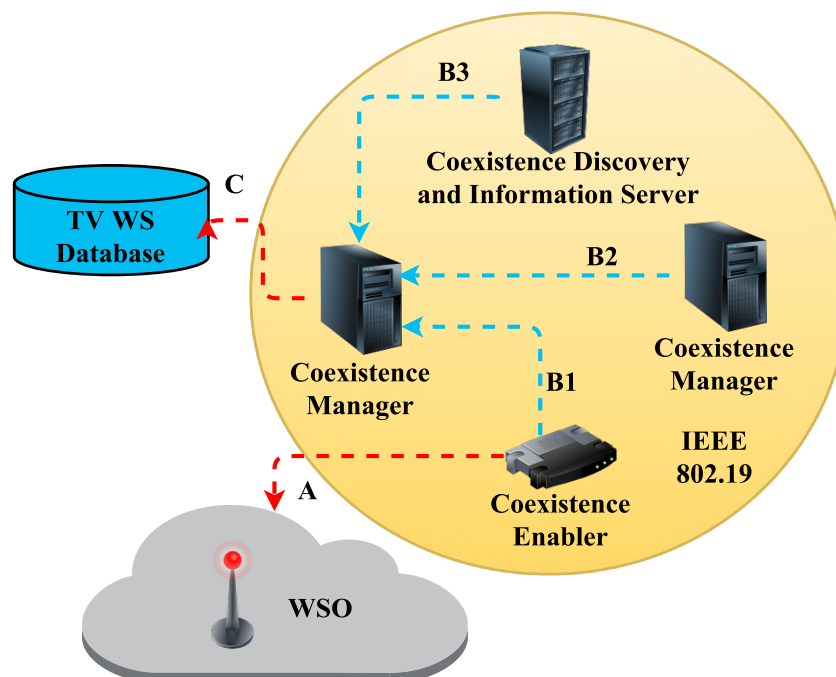 B3
Coexistence Discovery
and Information Server
C
TV WS
Database
B2
Coexistence
Manager
Coexistence
Manager
B1
IEEE
802.19
A
Coexistence
Enabler
WSO